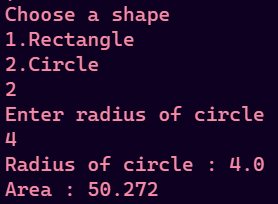 Choose a shape
1.Rectangle
2.Circle
2
Enter radius of circle
4
Radius of circle : 4.0
Area : 50.272